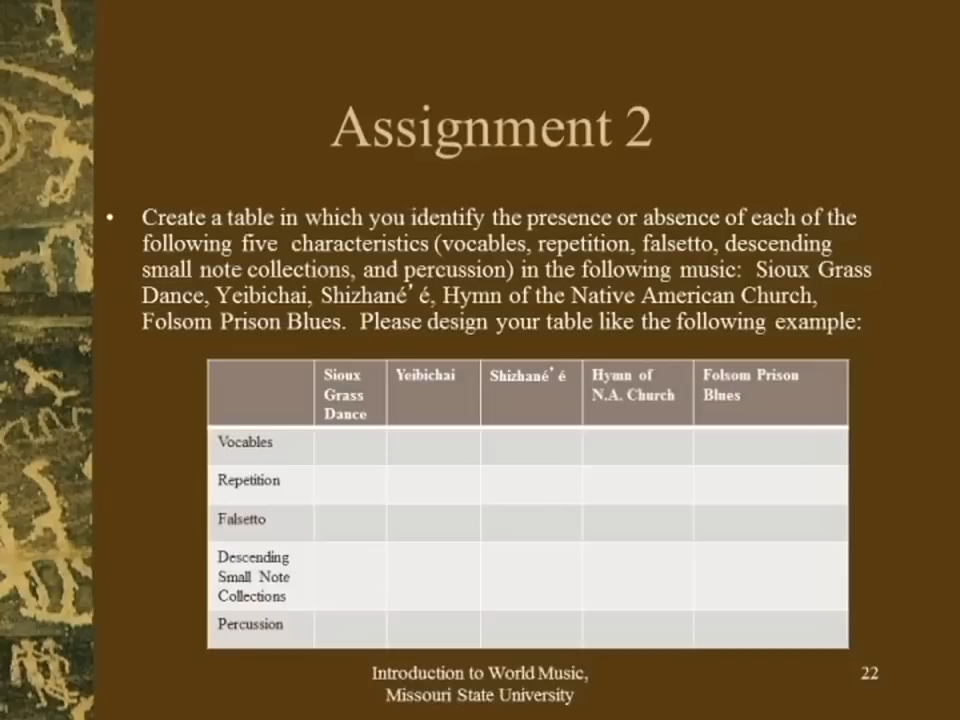 Assignment 2
• Create a table in which you identify the presence or absence of each of the
following five characteristics (vocables, repetition, falsetto, descending
small note collections, and percussion) in the following music: Sioux Grass
Dance, Yeibichai, Shizhané’ é, Hymn of the Native American Church,
Folsom Prison Blues. Please design your table like the following example:
Sioux Grass Dance
Yeibichai
Shizhané’ é
Hymn of N.A. Church
Folsom Prison Blues
Vocables
Repetition
Falsetto
Descending
Small Note
Collections
Percussion
Introduction to World Music,
Missouri State University
22